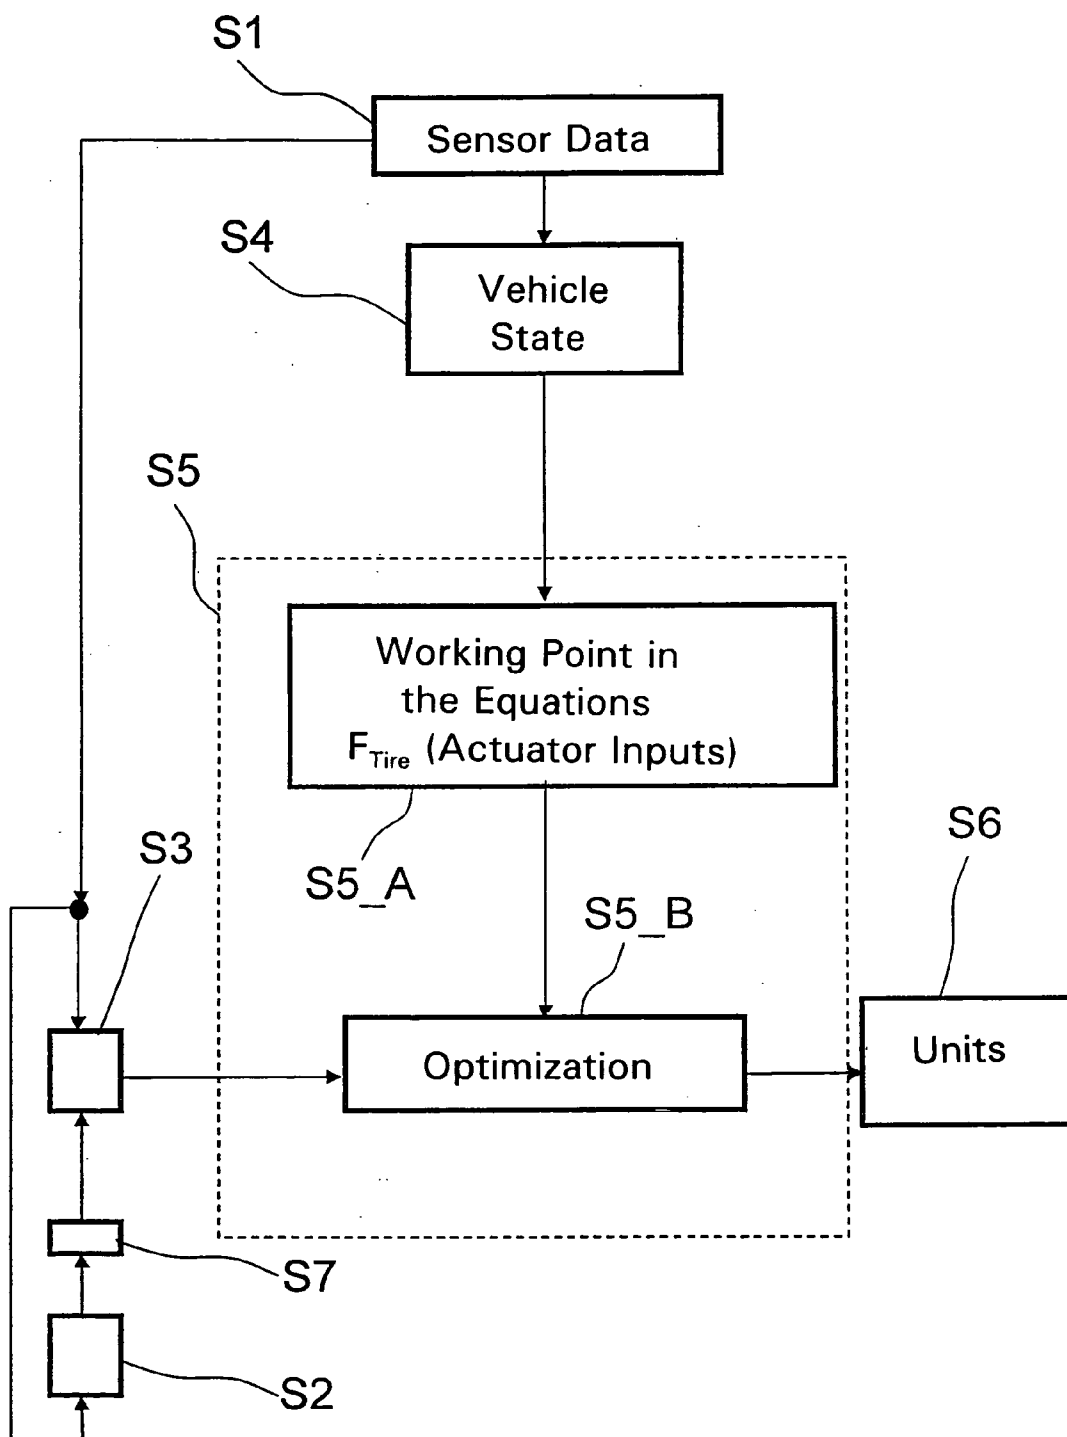 S1
Sensor Data
S4
Vehicle
State
S5
Working Point in
the Equations
F_Tire (Actuator Inputs)
S3
S5_A
S5_B
S6
Optimization
Units
S7
S2